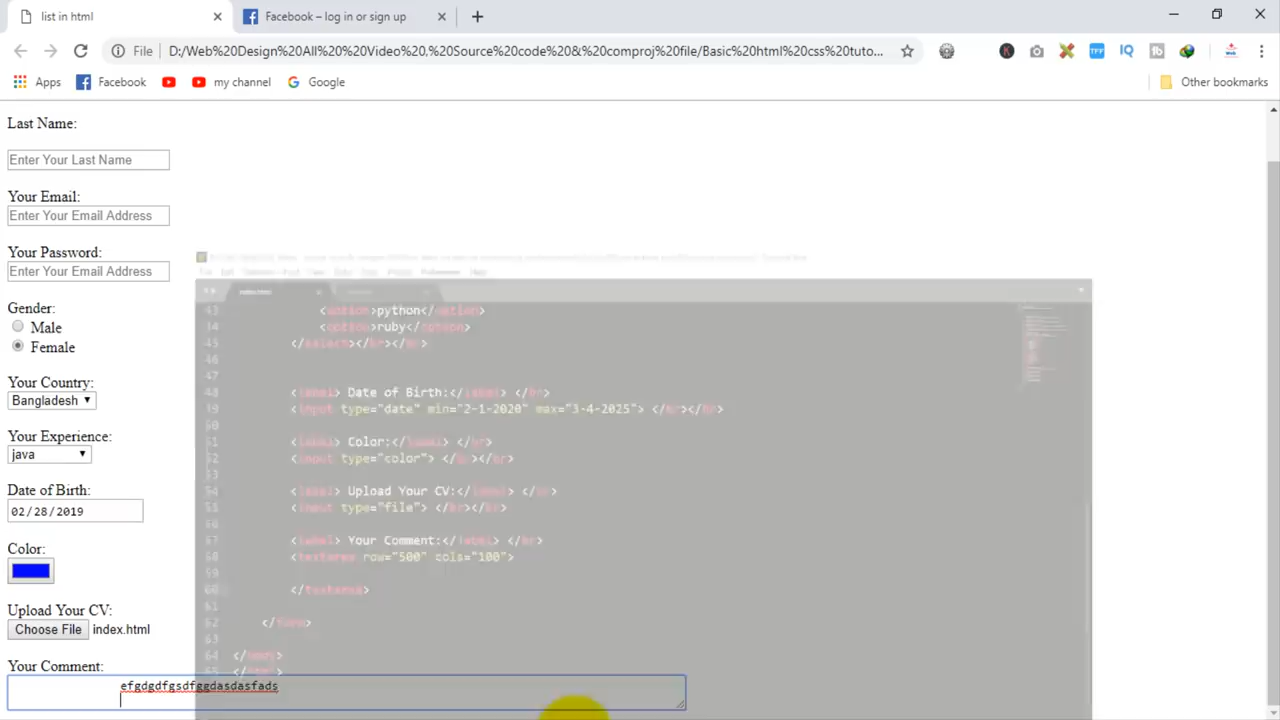 list in html
Facebook – log in or sign up
File D:/Web%20Design%20All%20%20Video%20,%20Source%20code%20&%20comproj%20file/Basic%20html%20css%20tuto...
Apps Facebook my channel Google Other bookmarks
Last Name:
Enter Your Last Name
Your Email:
Enter Your Email Address
Your Password:
Enter Your Email Address
Gender:
Male
Female
Your Country:
Bangladesh
Your Experience:
java
Date of Birth:
02/28/2019
Color:
Upload Your CV:
Choose File index.html
Your Comment:
efgdgdfgsdfggdasdasfads
43 <option>python</option>
44 <option>ruby</option>
45 </select></br></br>
46
47
48 <label> Date of Birth:</label> </br>
49 <input type="date" min="2-1-2020" max="3-4-2025"> </br></br>
50
51 <label> Color:</label> </br>
52 <input type="color"> </br></br>
53
54 <label> Upload Your CV:</label> </br>
55 <input type="file"> </br></br>
56
57 <label> Your Comment:</label> </br>
58 <textarea row="500" cols="100">
59
60 </textarea>
61
62 </form>
63
64 </body>
65